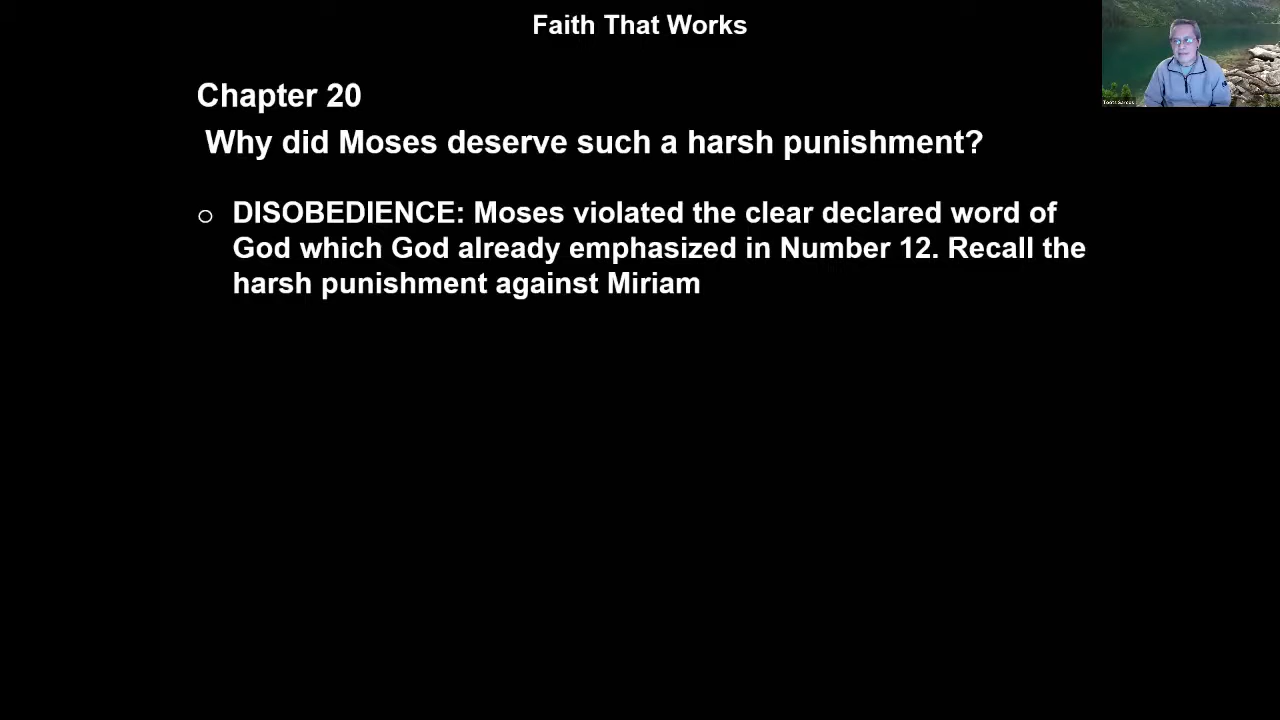 Faith That Works
Chapter 20
Why did Moses deserve such a harsh punishment?
DISOBEDIENCE: Moses violated the clear declared word of
God which God already emphasized in Number 12. Recall the
harsh punishment against Miriam